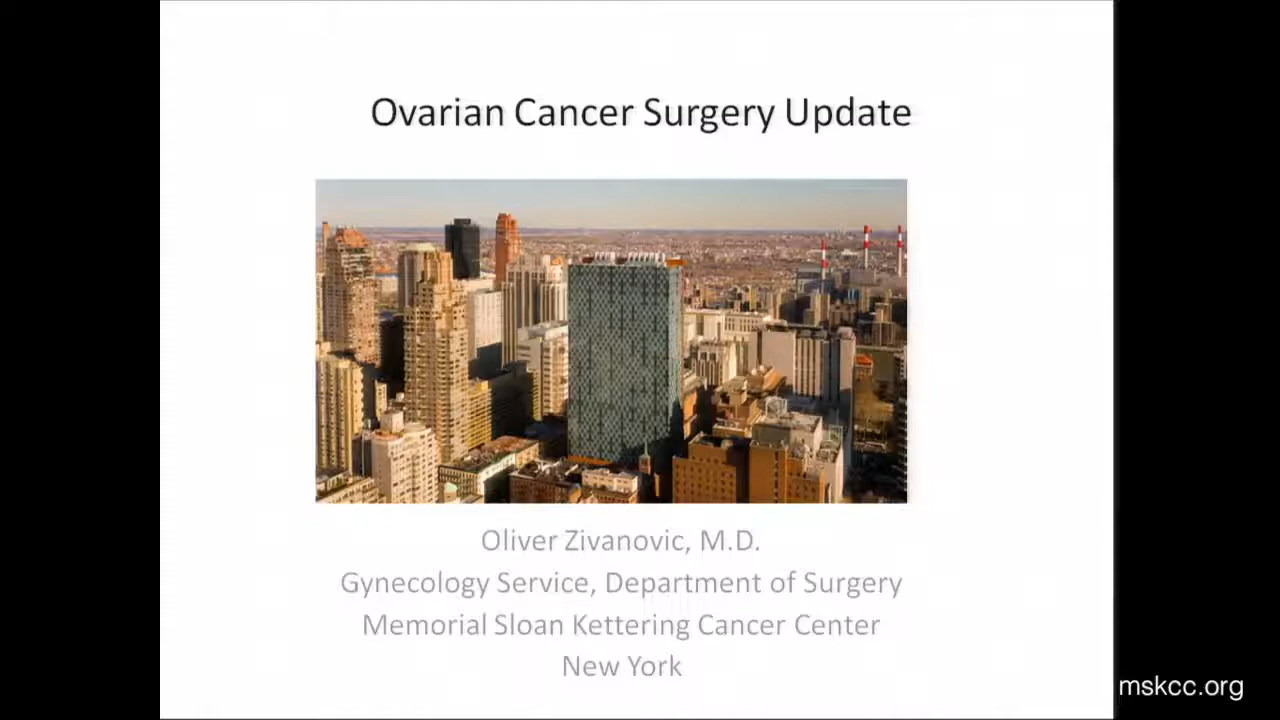 Ovarian Cancer Surgery Update
Oliver Zivanovic, M.D.
Gynecology Service, Department of Surgery
Memorial Sloan Kettering Cancer Center
New York
mskcc.org